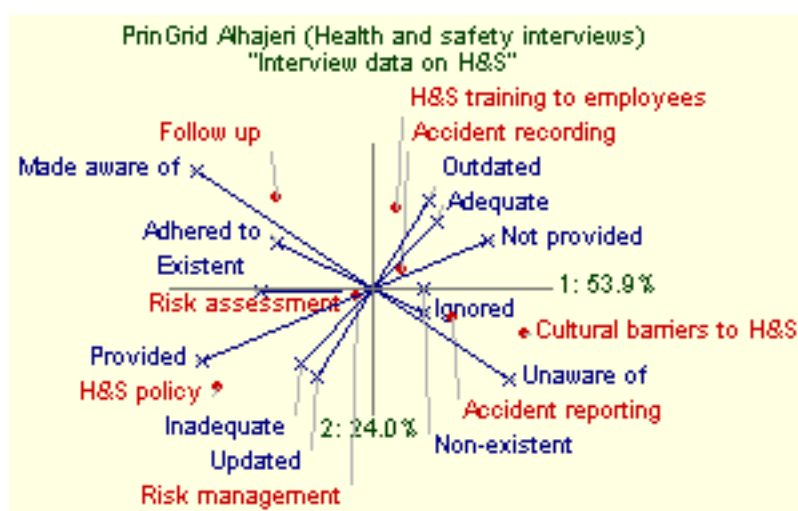 PrinGrid Alhajeri (Health and safety interviews)
"Interview data on H&S"
H&S training to employees
Follow up
Accident recording
Made aware of
Outdated
Adequate
Adhered to
Not provided
Existent
1: 53.9%
Risk assessment
Ignored
Cultural barriers to H&S
Provided
Unaware of
H&S policy
Accident reporting
Inadequate
2: 24.0%
Non-existent
Updated
Risk management